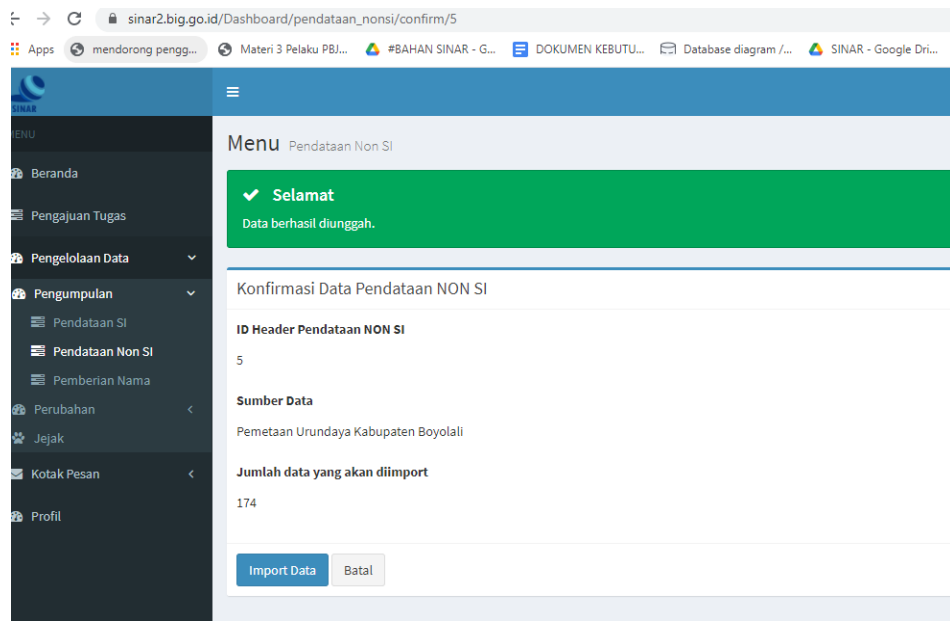 sinar2.big.go.id/Dashboard/pendataan_nonsi/confirm/5
Apps mendorong pengg... Materi 3 Pelaku PBJ... #BAHAN SINAR - G... DOKUMEN KEBUTU... Database diagram /... SINAR - Google Dri...
SINAR
MENU
Beranda
Pengajuan Tugas
Pengelolaan Data
Pengumpulan
Pendataan SI
Pendataan Non SI
Pemberian Nama
Perubahan
Jejak
Kotak Pesan
Profil
Menu Pendataan Non SI
Selamat
Data berhasil diunggah.
Konfirmasi Data Pendataan NON SI
ID Header Pendataan NON SI
5
Sumber Data
Pemetaan Urundaya Kabupaten Boyolali
Jumlah data yang akan diimport
174
Import Data Batal